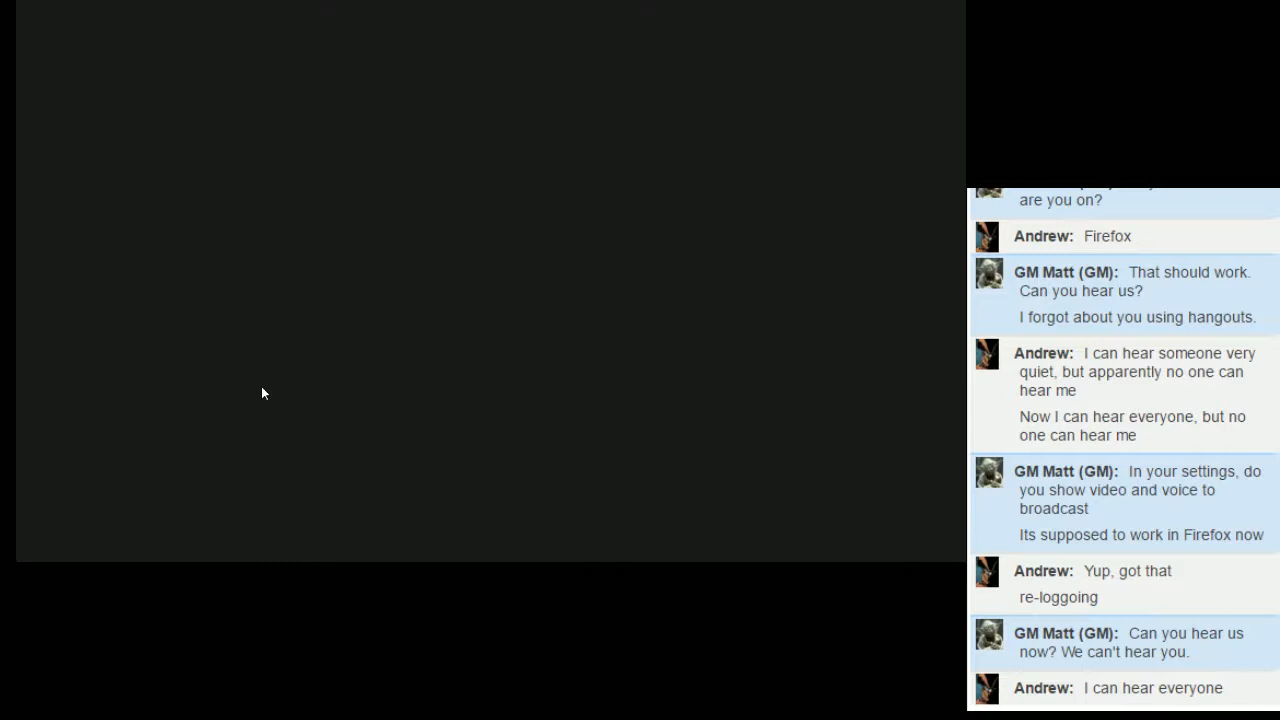 are you on?
Andrew: Firefox
GM Matt (GM): That should work.
Can you hear us?
I forgot about you using hangouts.
Andrew: I can hear someone very
quiet, but apparently no one can
hear me
Now I can hear everyone, but no
one can hear me
GM Matt (GM): In your settings, do
you show video and voice to
broadcast
Its supposed to work in Firefox now
Andrew: Yup, got that
re-loggoing
GM Matt (GM): Can you hear us
now? We can't hear you.
Andrew: I can hear everyone